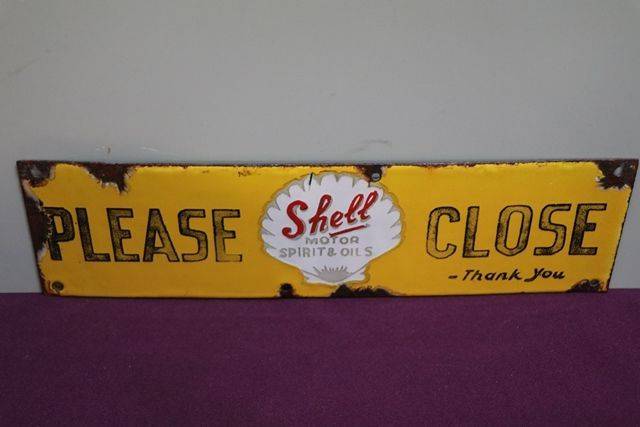 PLEASE
Shell
MOTOR
SPIRIT & OILS
CLOSE
- Thank you